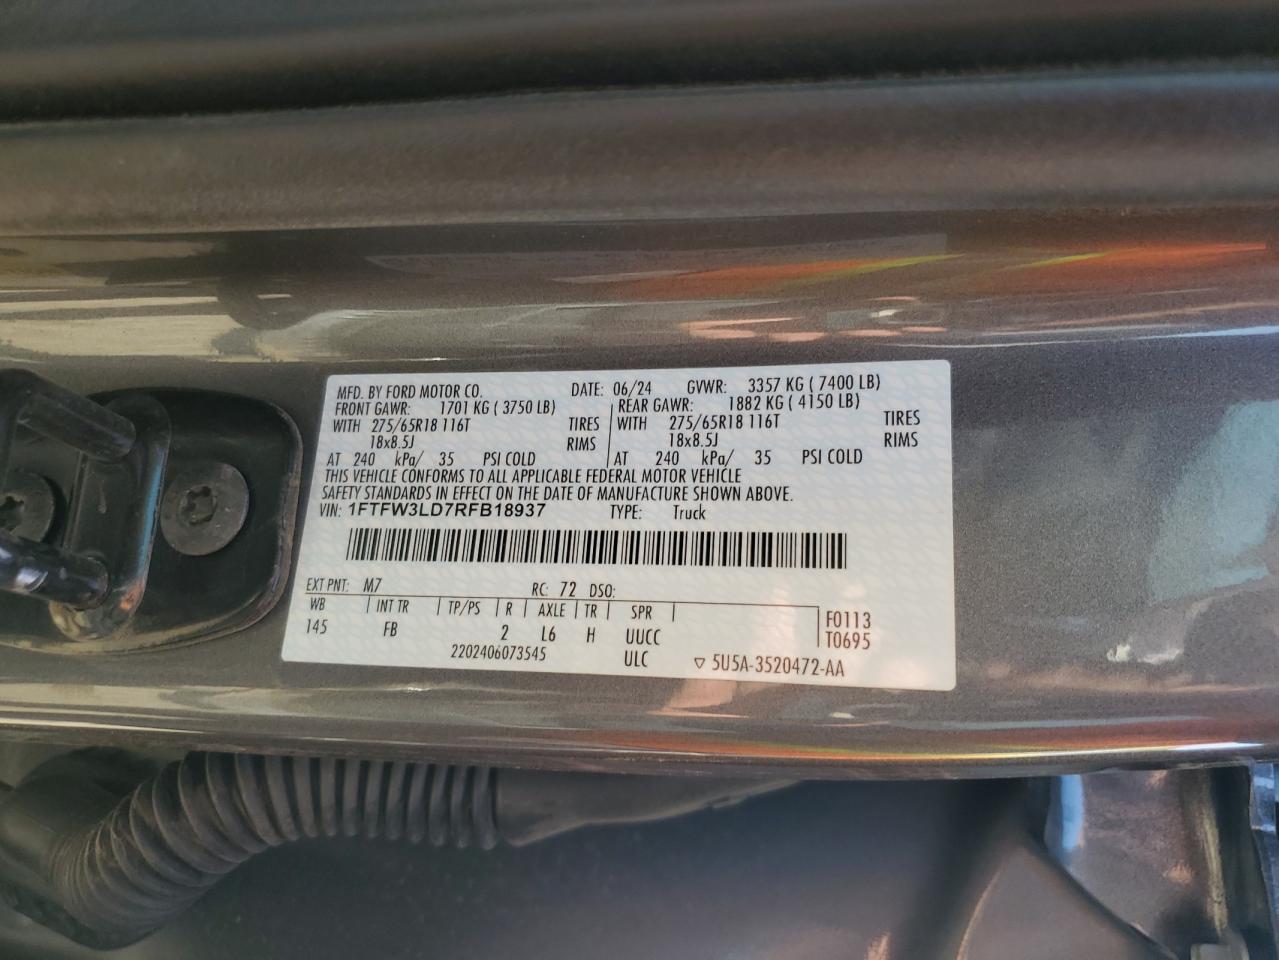 MFD. BY FORD MOTOR CO. DATE: 06/24 GVWR: 3357 KG ( 7400 LB)
FRONT GAWR: 1701 KG ( 3750 LB) REAR GAWR: 1882 KG ( 4150 LB)
WITH 275/65R18 116T TIRES WITH 275/65R18 116T TIRES
18x8.5J RIMS 18x8.5J RIMS
AT 240 kPa/ 35 PSI COLD AT 240 kPa/ 35 PSI COLD
THIS VEHICLE CONFORMS TO ALL APPLICABLE FEDERAL MOTOR VEHICLE
SAFETY STANDARDS IN EFFECT ON THE DATE OF MANUFACTURE SHOWN ABOVE.
VIN: 1FTFW3LD7RFB18937 TYPE: Truck
EXT PNT: M7 RC: 72 DSO:
WB INT TR TP/PS R AXLE TR SPR F0113
145 FB 2 L6 H UUCC T0695
2202406073545 ULC ▽ 5U5A-3520472-AA